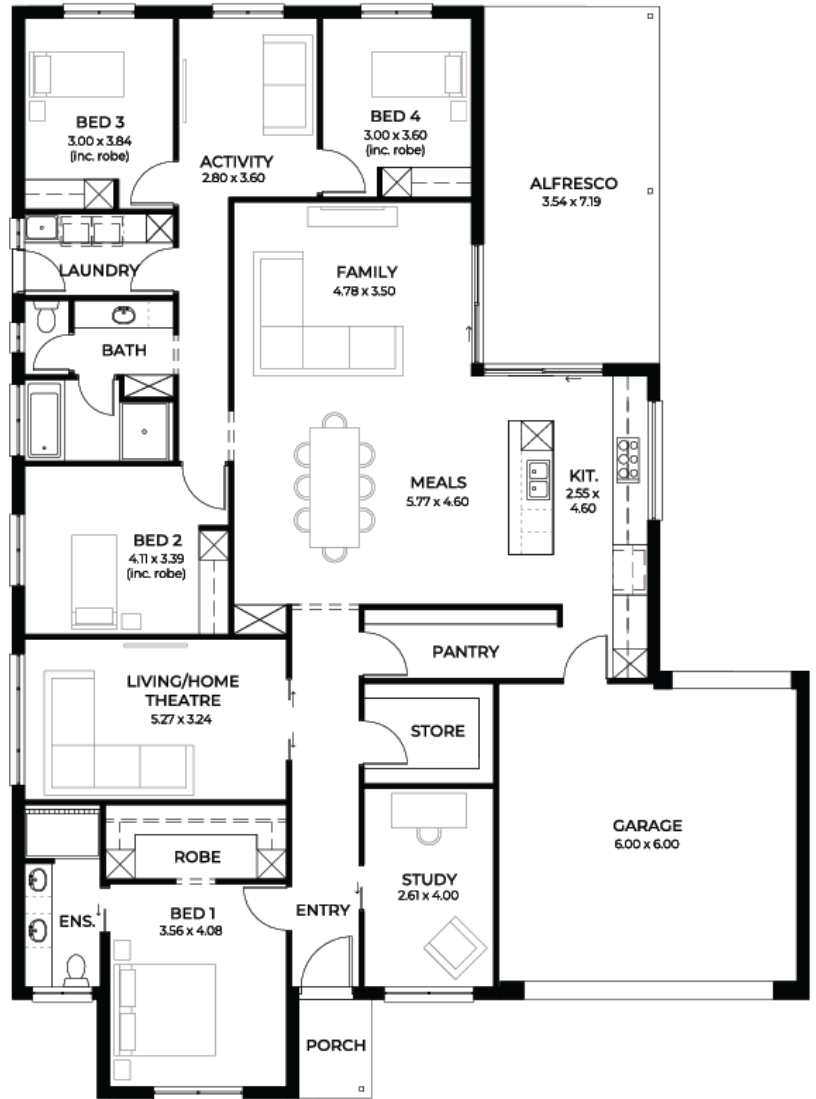 BED 3
3.00 x 3.84
(inc. robe)
ACTIVITY
2.80 x 3.60
BED 4
3.00 x 3.60
(inc. robe)
ALFRESCO
3.54 x 7.19
LAUNDRY
FAMILY
4.78 x 3.50
BATH
MEALS
5.77 x 4.60
KIT.
2.55 x
4.60
BED 2
4.11 x 3.39
(inc. robe)
PANTRY
LIVING/HOME
THEATRE
5.27 x 3.24
STORE
GARAGE
6.00 x 6.00
ROBE
STUDY
2.61 x 4.00
ENS.
BED 1
3.56 x 4.08
ENTRY
PORCH